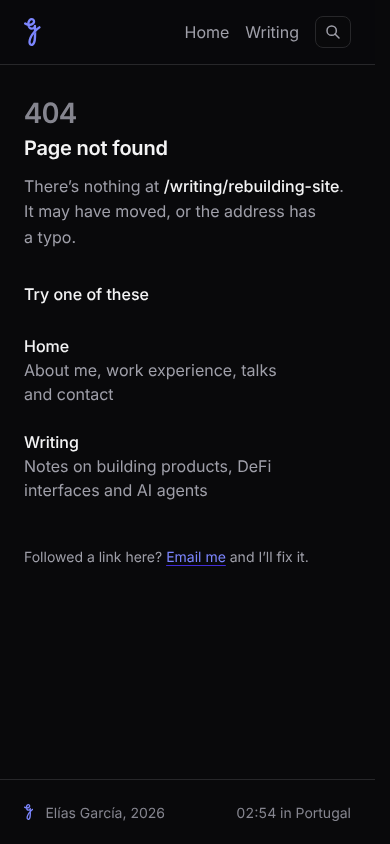 Home Writing
404
Page not found
There’s nothing at /writing/rebuilding-site.
It may have moved, or the address has
a typo.
Try one of these
Home
About me, work experience, talks
and contact
Writing
Notes on building products, DeFi
interfaces and AI agents
Followed a link here? Email me and I’ll fix it.
Elías García, 2026 02:54 in Portugal